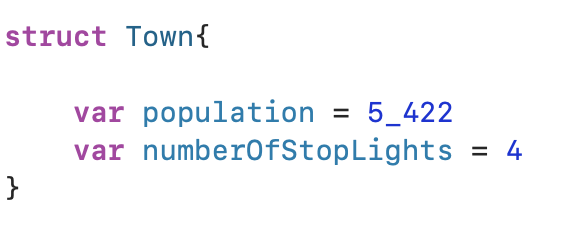 struct Town{
    var population = 5_422
    var numberOfStopLights = 4
}